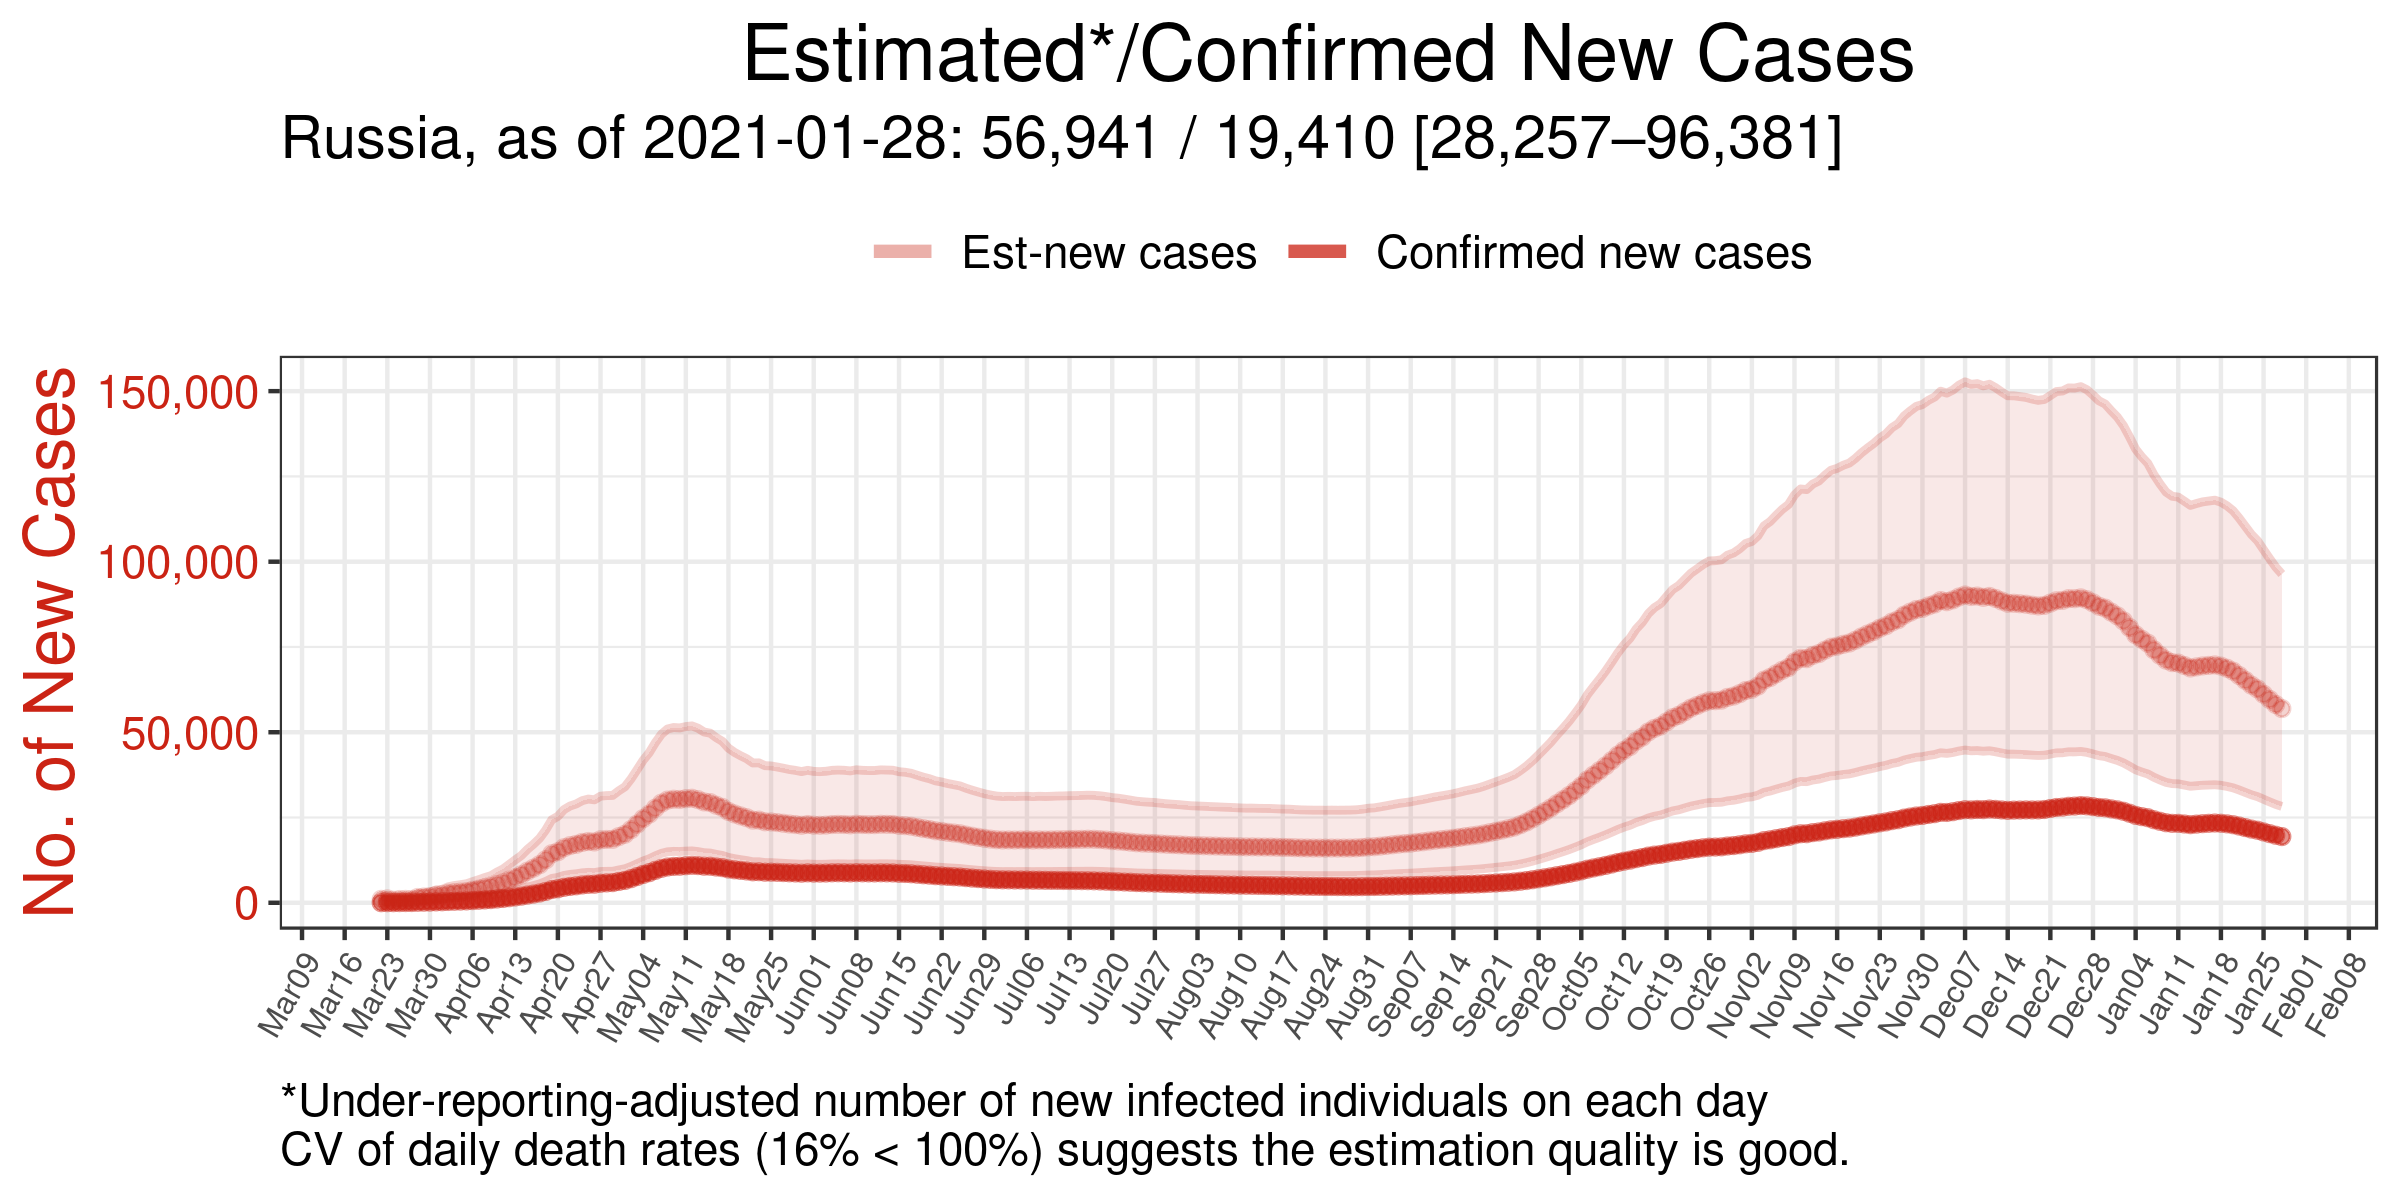 Estimated*/Confirmed New Cases
Russia, as of 2021-01-28: 56,941 / 19,410 [28,257–96,381]
Est-new cases Confirmed new cases
No. of New Cases
150,000
100,000
50,000
0
Mar09 Mar16 Mar23 Mar30 Apr06 Apr13 Apr20 Apr27 May04 May11 May18 May25 Jun01 Jun08 Jun15 Jun22 Jun29 Jul06 Jul13 Jul20 Jul27 Aug03 Aug10 Aug17 Aug24 Aug31 Sep07 Sep14 Sep21 Sep28 Oct05 Oct12 Oct19 Oct26 Nov02 Nov09 Nov16 Nov23 Nov30 Dec07 Dec14 Dec21 Dec28 Jan04 Jan11 Jan18 Jan25 Feb01 Feb08
*Under-reporting-adjusted number of new infected individuals on each day
CV of daily death rates (16% < 100%) suggests the estimation quality is good.